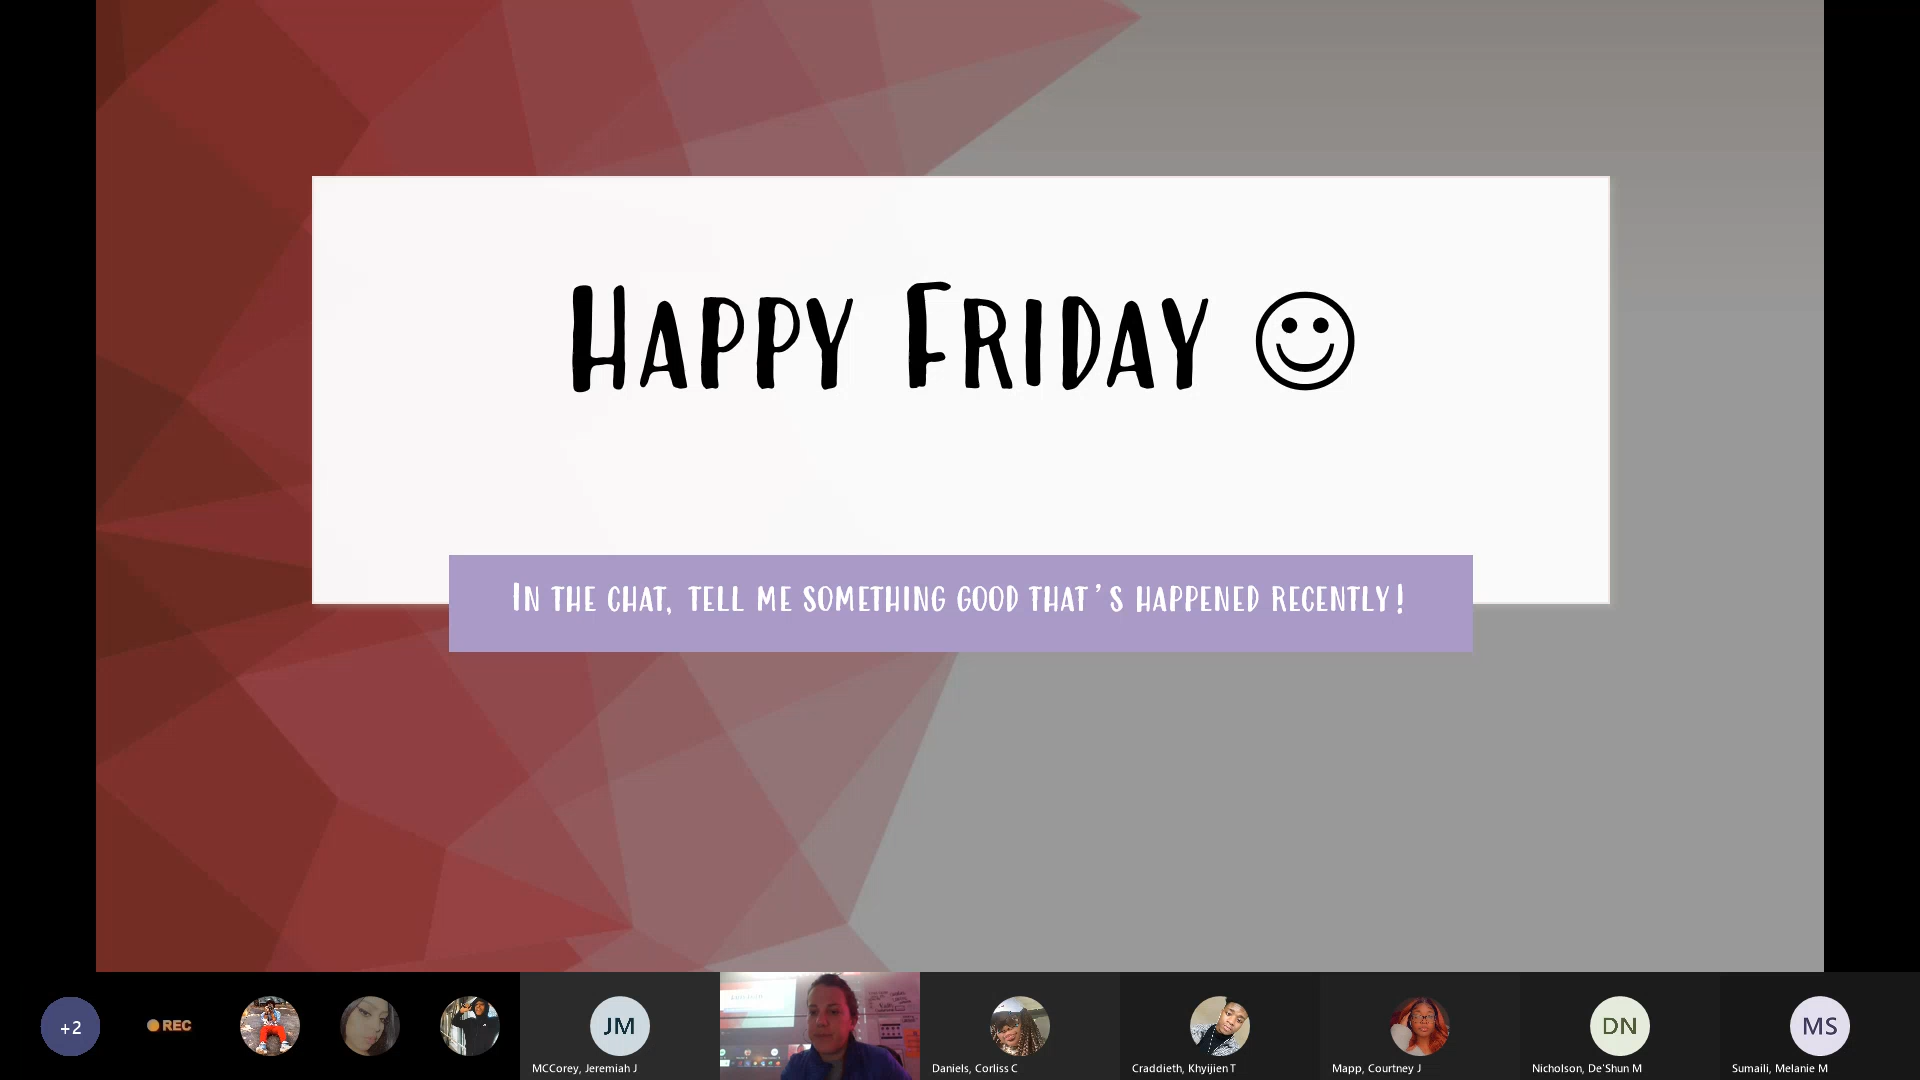 Happy Friday ☺
In the chat, tell me something good that's happened recently!
+2
REC
JM
MCCorey, Jeremiah J
Daniels, Corliss C
Craddieth, Khyijien T
Mapp, Courtney J
DN
Nicholson, De'Shun M
MS
Sumaili, Melanie M